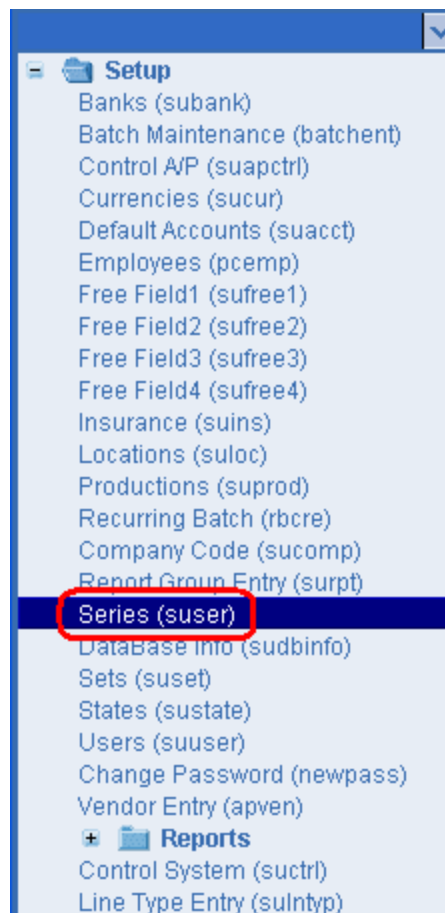 Setup
Banks (subank)
Batch Maintenance (batchent)
Control A/P (suapctrl)
Currencies (sucur)
Default Accounts (suacct)
Employees (pcemp)
Free Field1 (sufree1)
Free Field2 (sufree2)
Free Field3 (sufree3)
Free Field4 (sufree4)
Insurance (suins)
Locations (suloc)
Productions (suprod)
Recurring Batch (rbcre)
Company Code (sucomp)
Report Group Entry (surpt)
Series (suser)
DataBase Info (sudbinfo)
Sets (suset)
States (sustate)
Users (suuser)
Change Password (newpass)
Vendor Entry (apven)
Reports
Control System (suctrl)
Line Type Entry (sulntyp)